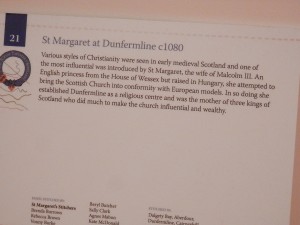 21
St Margaret at Dunfermline c1080
Various styles of Christianity were seen in early medieval Scotland and one of
the most influential was introduced by St Margaret, the wife of Malcolm III. An
English princess from the House of Wessex but raised in Hungary, she attempted to
bring the Scottish Church into conformity with European models. In so doing she
established Dunfermline as a religious centre and was the mother of three kings of
Scotland who did much to make the church influential and wealthy.
St Margaret's Stitchers
Rebecca
Sally Clark
Agnes
Kate McDonald
Dalgety Bay, Aberdour,
Dunfermline,